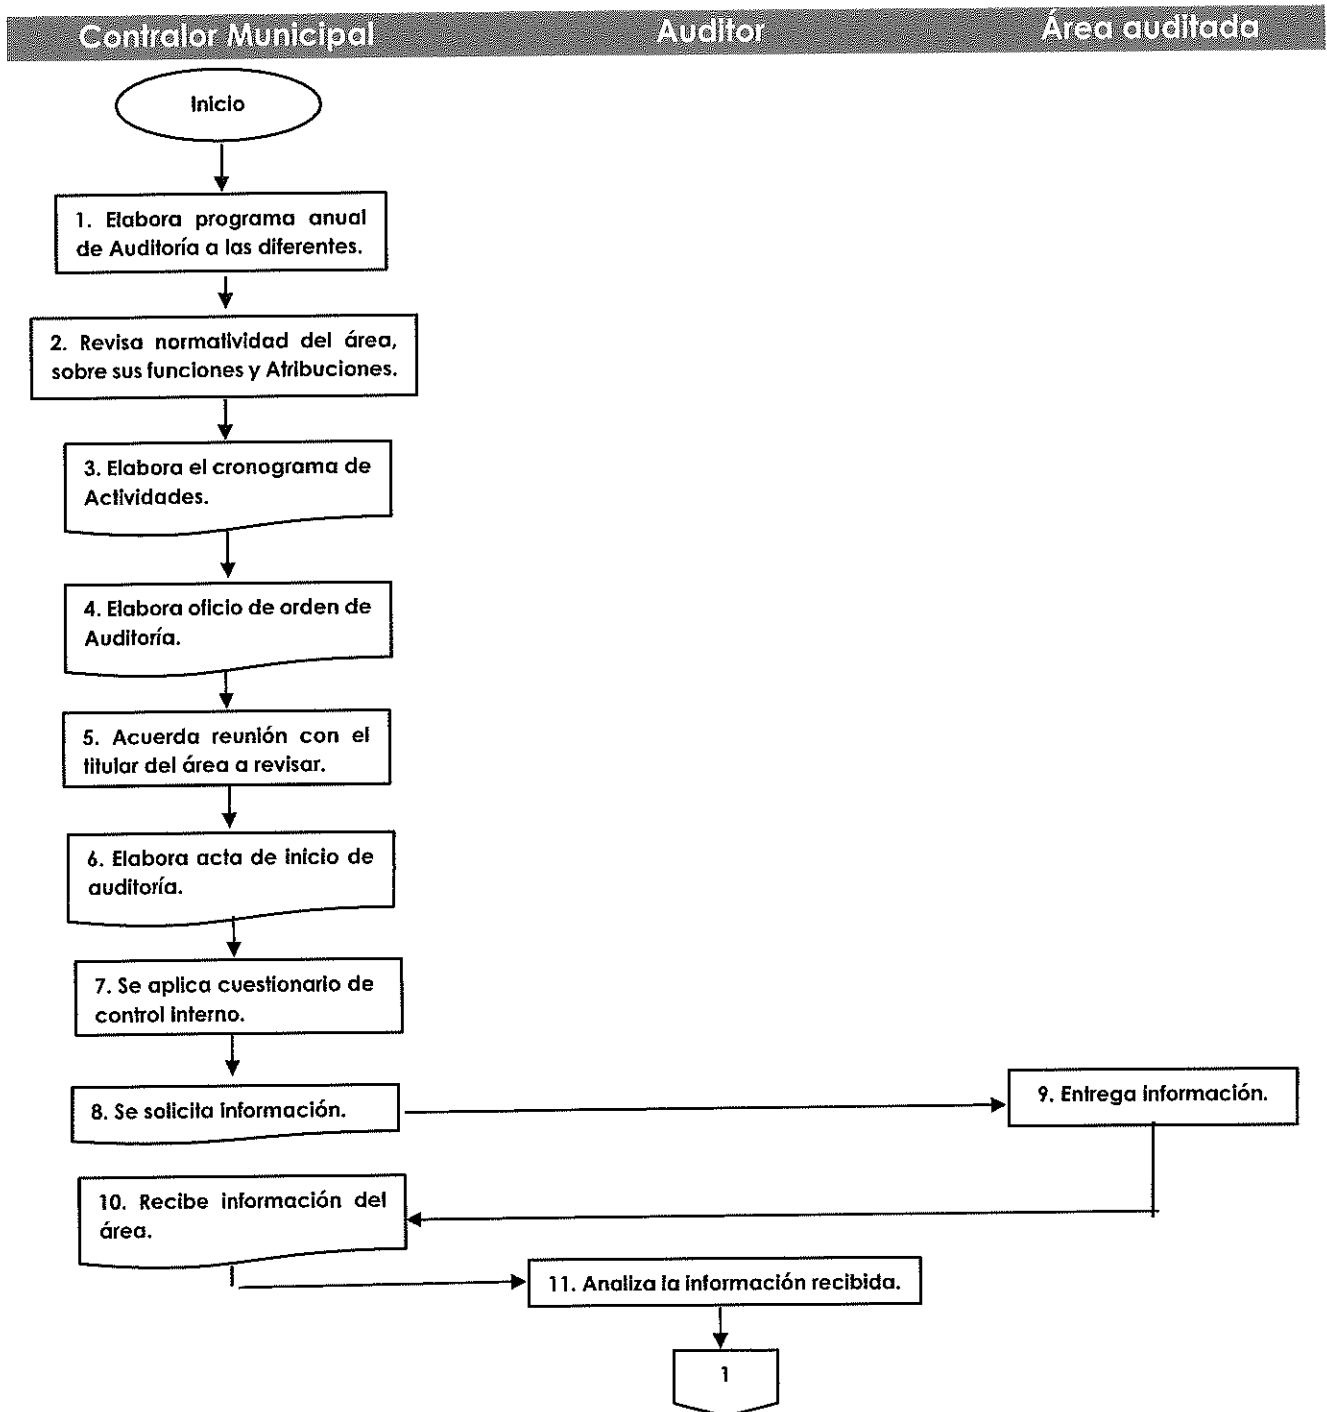 Contralor Municipal
Auditor
Área auditada
Inicio
1. Elabora programa anual
de Auditoría a las diferentes.
2. Revisa normatividad del área,
sobre sus funciones y Atribuciones.
3. Elabora el cronograma de
Actividades.
4. Elabora oficio de orden de
Auditoría.
5. Acuerda reunión con el
titular del área a revisar.
6. Elabora acta de inicio de
auditoría.
7. Se aplica cuestionario de
control interno.
8. Se solicita información.
9. Entrega información.
10. Recibe información del
área.
11. Analiza la información recibida.
1